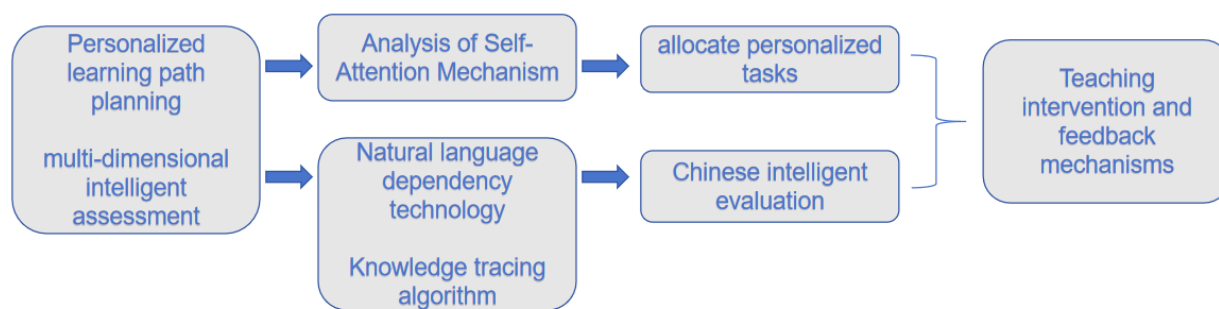 Personalized
learning path
planning
multi-dimensional
intelligent
assessment
Analysis of Self-
Attention Mechanism
Natural language
dependency
technology
Knowledge tracing
algorithm
allocate personalized
tasks
Chinese intelligent
evaluation
Teaching
intervention and
feedback
mechanisms